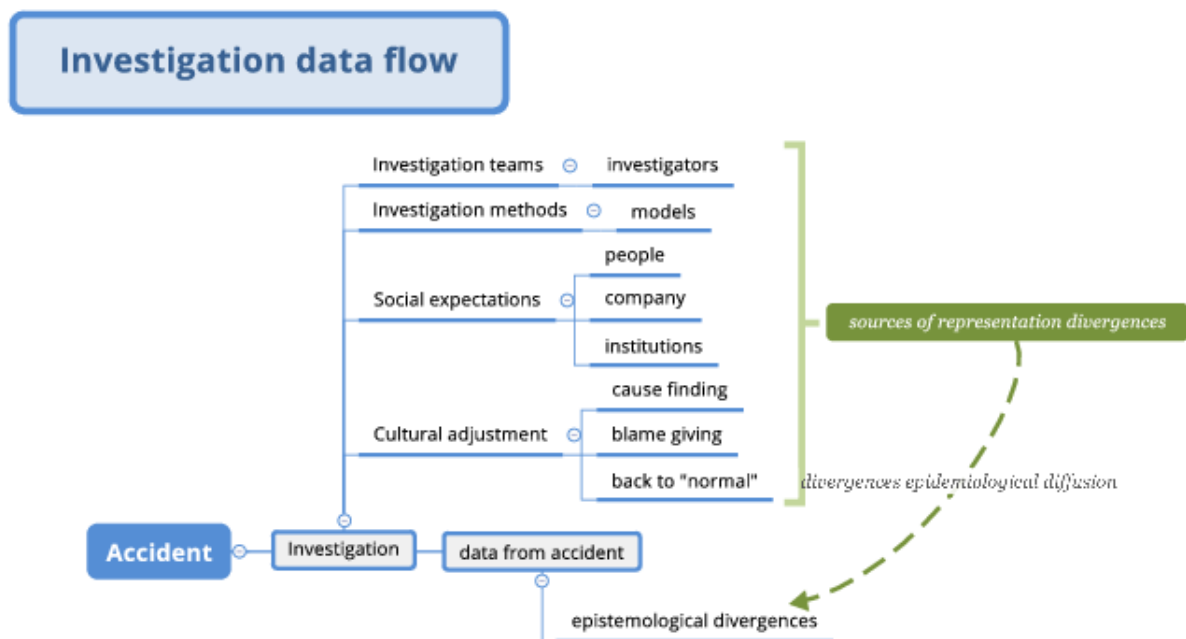 Investigation data flow
Investigation teams
investigators
Investigation methods
models
Social expectations
people
company
institutions
Cultural adjustment
cause finding
blame giving
back to "normal"
sources of representation divergences
divergences epidemiological diffusion
Accident
Investigation
data from accident
epistemological divergences